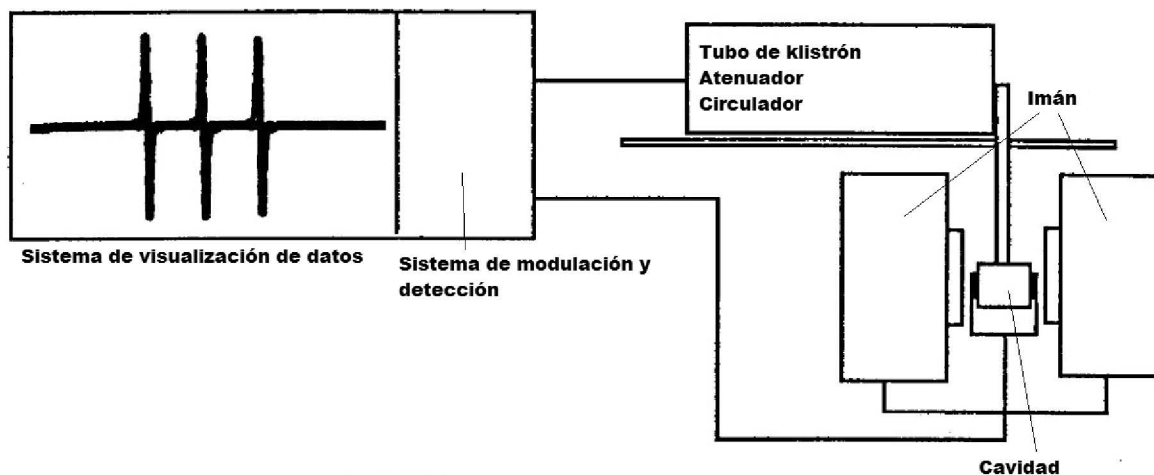 Tubo de klistrón
Atenuador
Circulador
Imán
Sistema de visualización de datos
Sistema de modulación y
detección
Cavidad